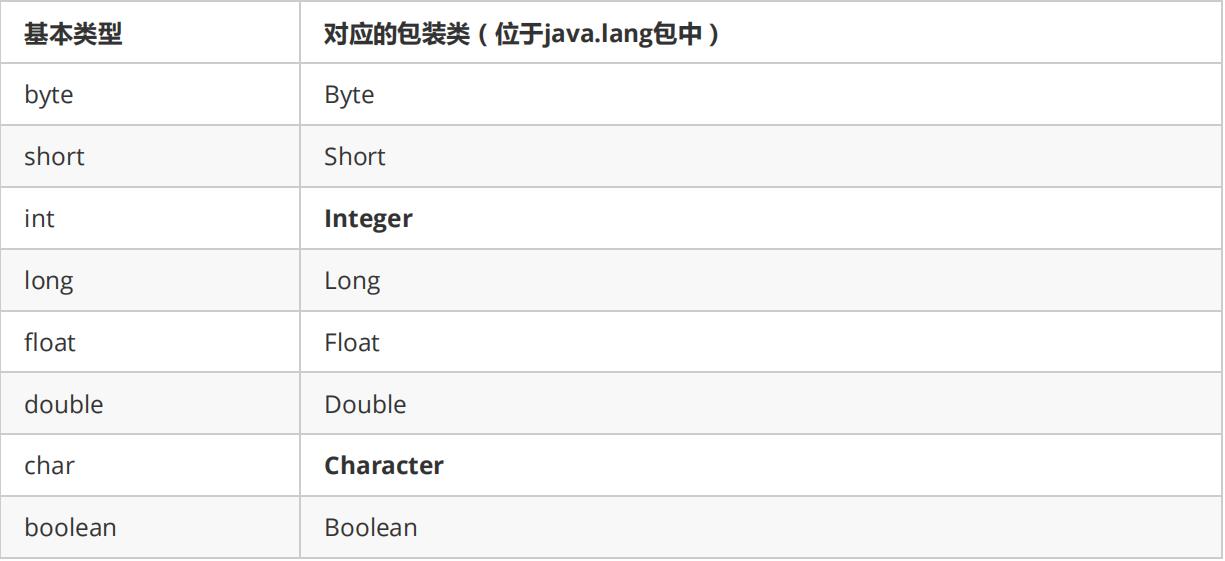 基本类型 对应的包装类（位于java.lang包中）
byte Byte
short Short
int Integer
long Long
float Float
double Double
char Character
boolean Boolean